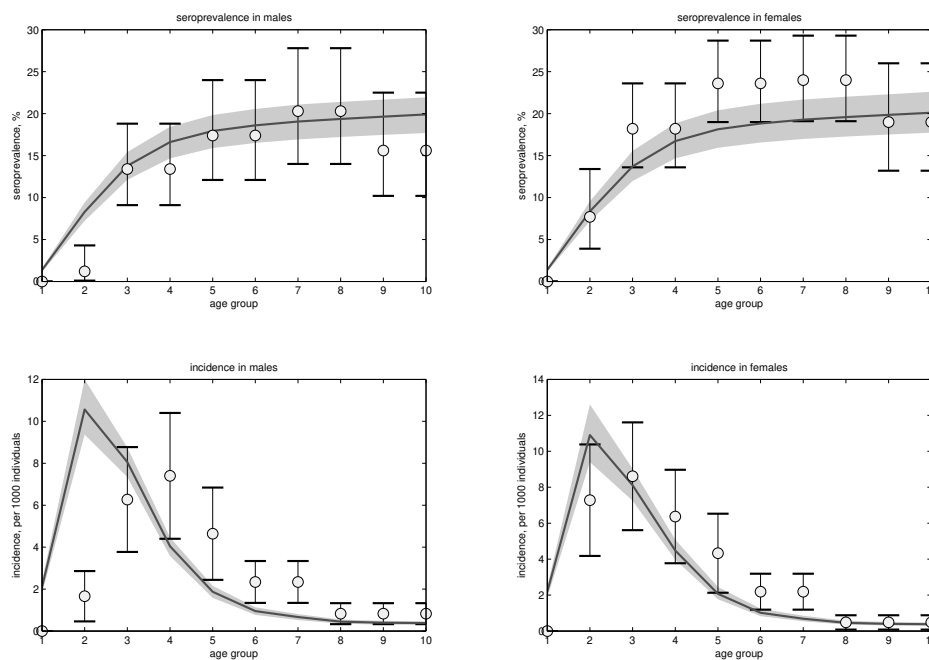 seroprevalence in males
seroprevalence, %
30
25
20
15
10
5
0
1 2 3 4 5 6 7 8 9 10
age group
seroprevalence in females
seroprevalence, %
30
25
20
15
10
5
0
1 2 3 4 5 6 7 8 9 1
age group
incidence in males
incidence, per 1000 individuals
12
10
8
6
4
2
0
1 2 3 4 5 6 7 8 9 10
age group
incidence in females
incidence, per 1000 individuals
14
12
10
8
6
4
2
0
1 2 3 4 5 6 7 8 9 1
age group